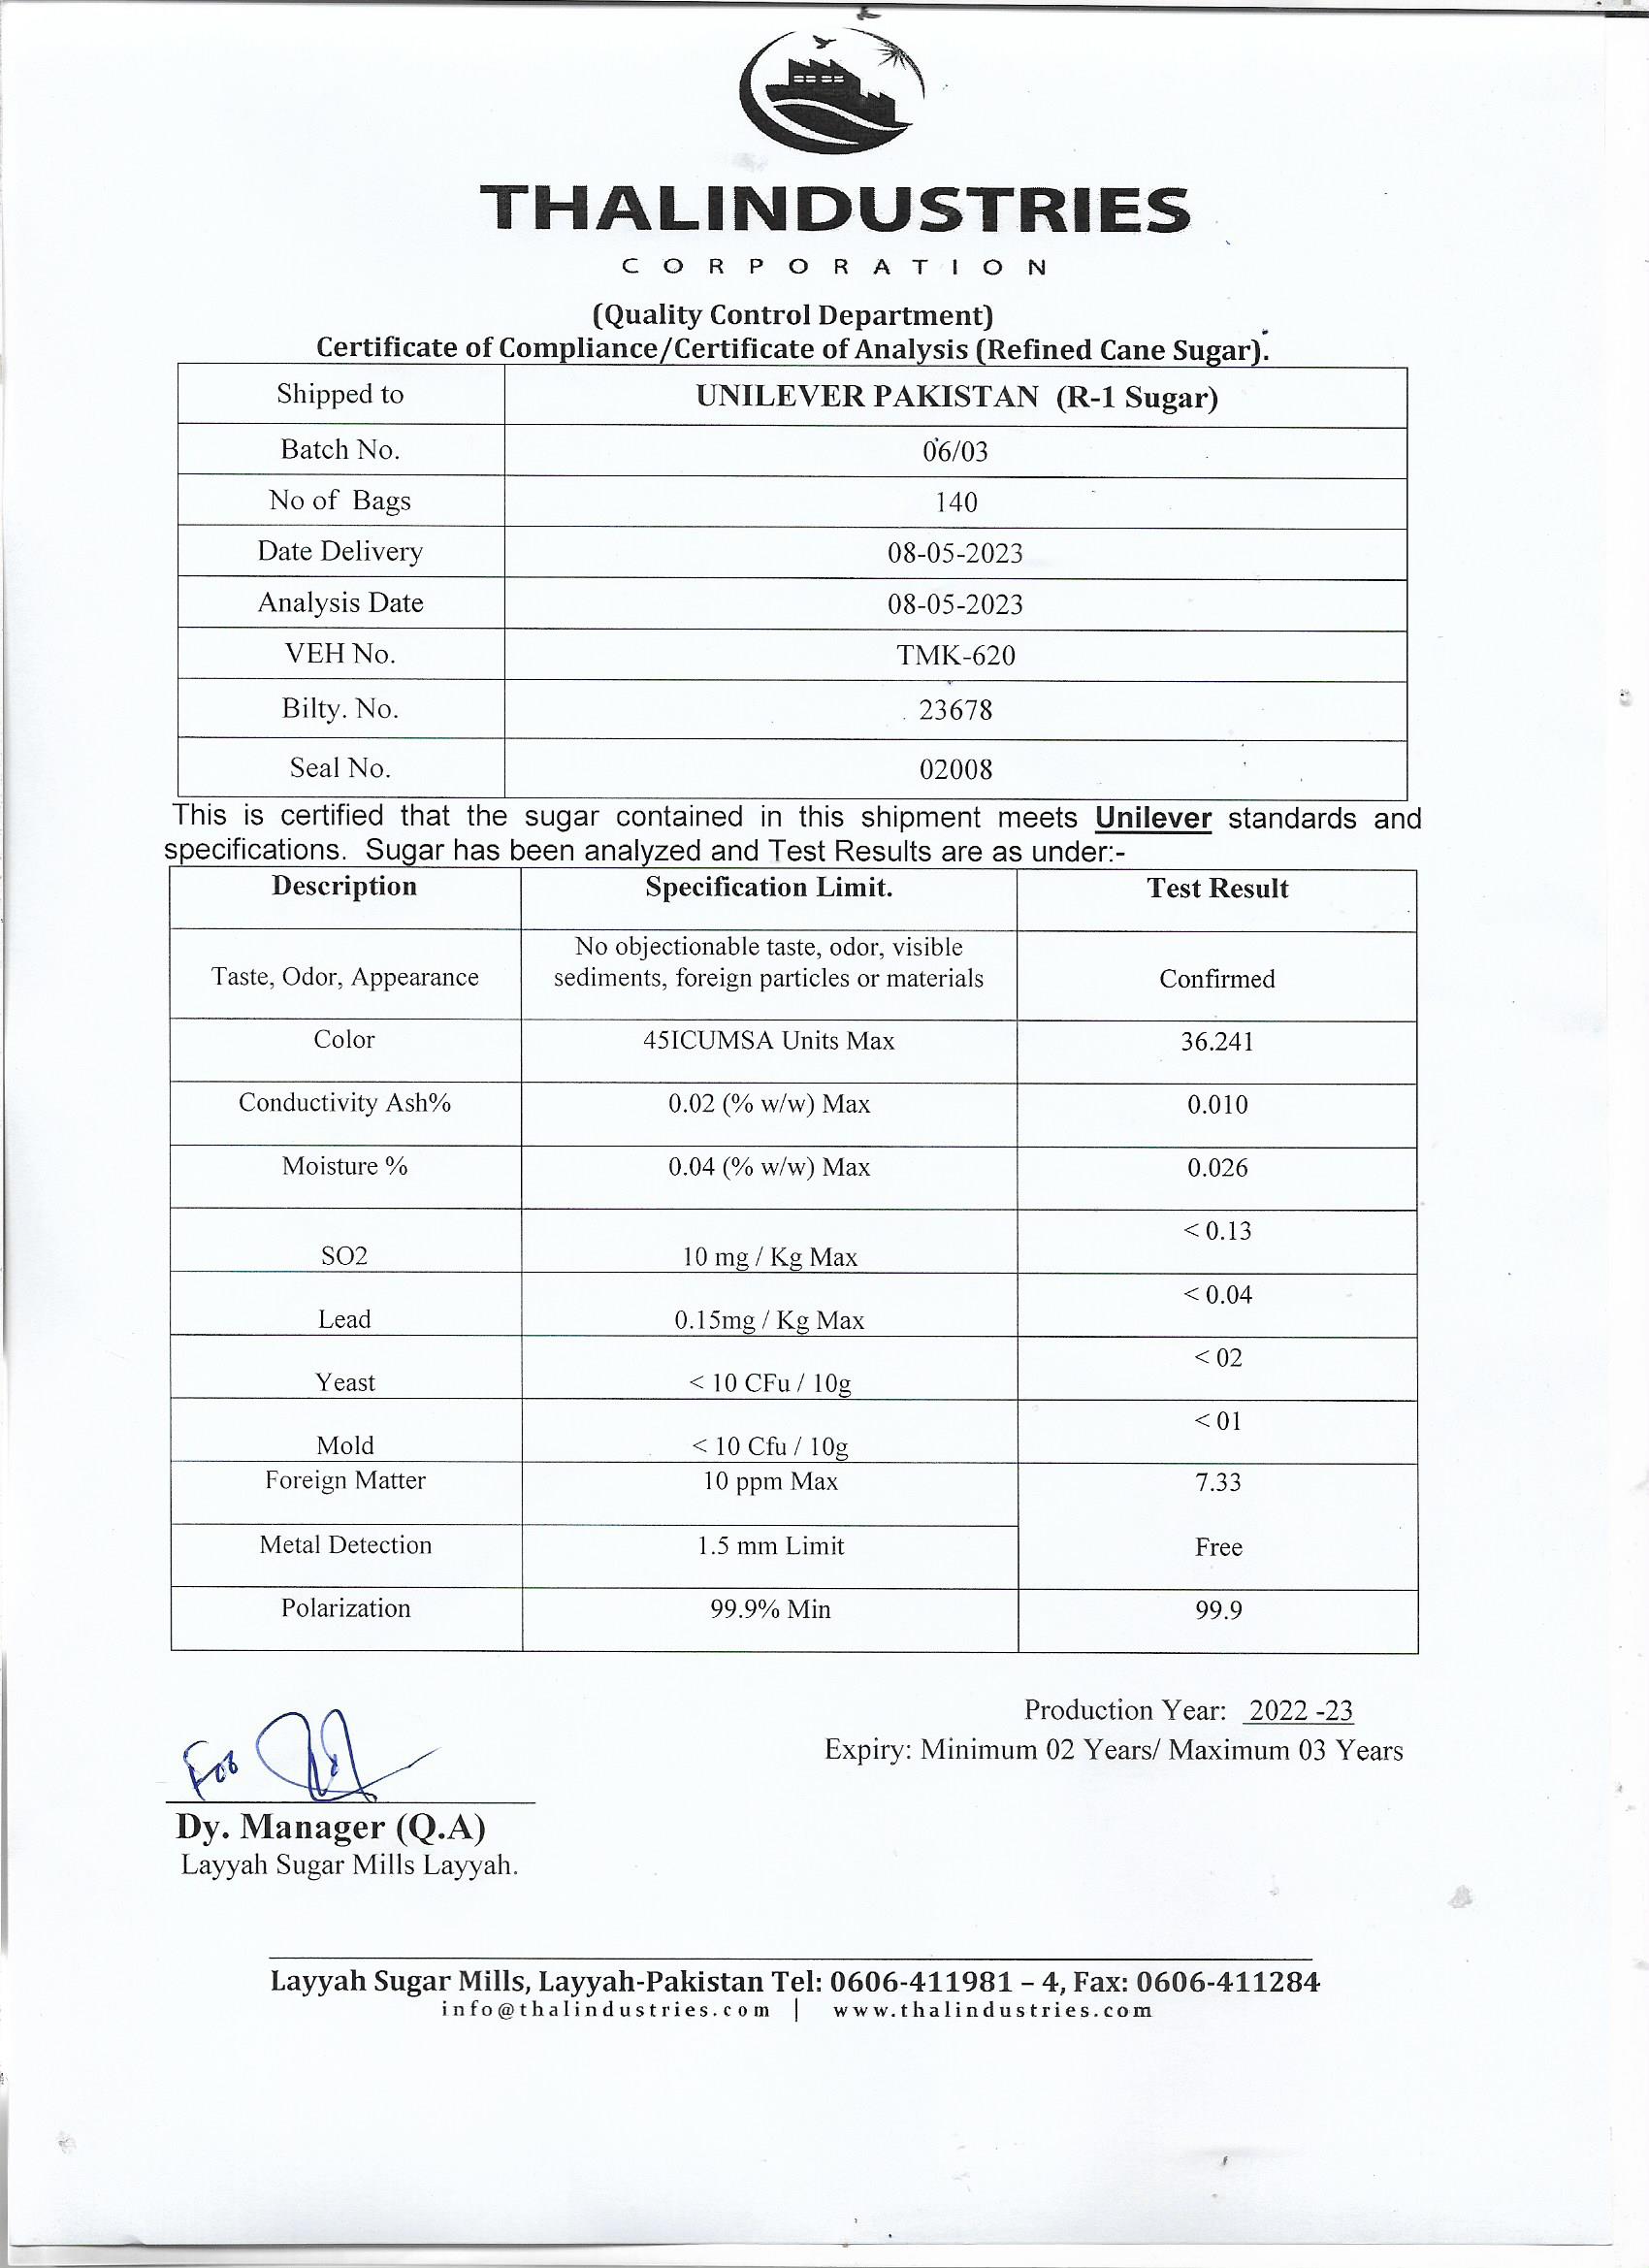 THALINDUSTRIES
CORPORATION
(Quality Control Department)
Certificate of Compliance/Certificate of Analysis (Refined Cane Sugar).
Shipped to UNILEVER PAKISTAN (R-1 Sugar)
Batch No. 06/03
No of Bags 140
Date Delivery 08-05-2023
Analysis Date 08-05-2023
VEH No. TMK-620
Bilty. No. 23678
Seal No. 02008
This is certified that the sugar contained in this shipment meets Unilever standards and
specifications. Sugar has been analyzed and Test Results are as under:-
Description Specification Limit. Test Result
No objectionable taste, odor, visible
Taste, Odor, Appearance sediments, foreign particles or materials Confirmed
Color 45ICUMSA Units Max 36.241
Conductivity Ash% 0.02 (% w/w) Max 0.010
Moisture % 0.04 (% w/w) Max 0.026
SO2 10 mg / Kg Max < 0.13
Lead 0.15mg / Kg Max < 0.04
Yeast < 10 CFu / 10g < 02
Mold < 10 Cfu / 10g < 01
Foreign Matter 10 ppm Max 7.33
Metal Detection 1.5 mm Limit Free
Polarization 99.9% Min 99.9
Production Year: 2022 -23
Expiry: Minimum 02 Years/ Maximum 03 Years
For
Dy. Manager (Q.A)
Layyah Sugar Mills Layyah.
Layyah Sugar Mills, Layyah-Pakistan Tel: 0606-411981 – 4, Fax: 0606-411284
info@thalindustries.com | www.thalindustries.com